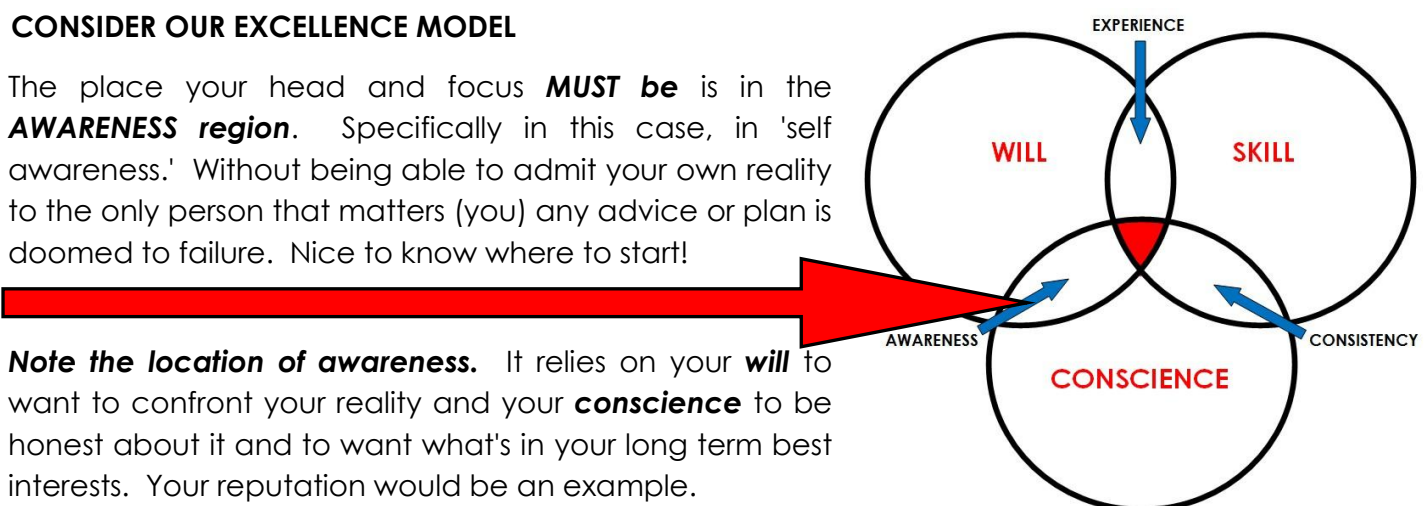 CONSIDER OUR EXCELLENCE MODEL
The place your head and focus MUST be is in the
AWARENESS region. Specifically in this case, in 'self
awareness.' Without being able to admit your own reality
to the only person that matters (you) any advice or plan is
doomed to failure. Nice to know where to start!
Note the location of awareness. It relies on your will to
want to confront your reality and your conscience to be
honest about it and to want what's in your long term best
interests. Your reputation would be an example.
EXPERIENCE
WILL
SKILL
AWARENESS
CONSISTENCY
CONSCIENCE